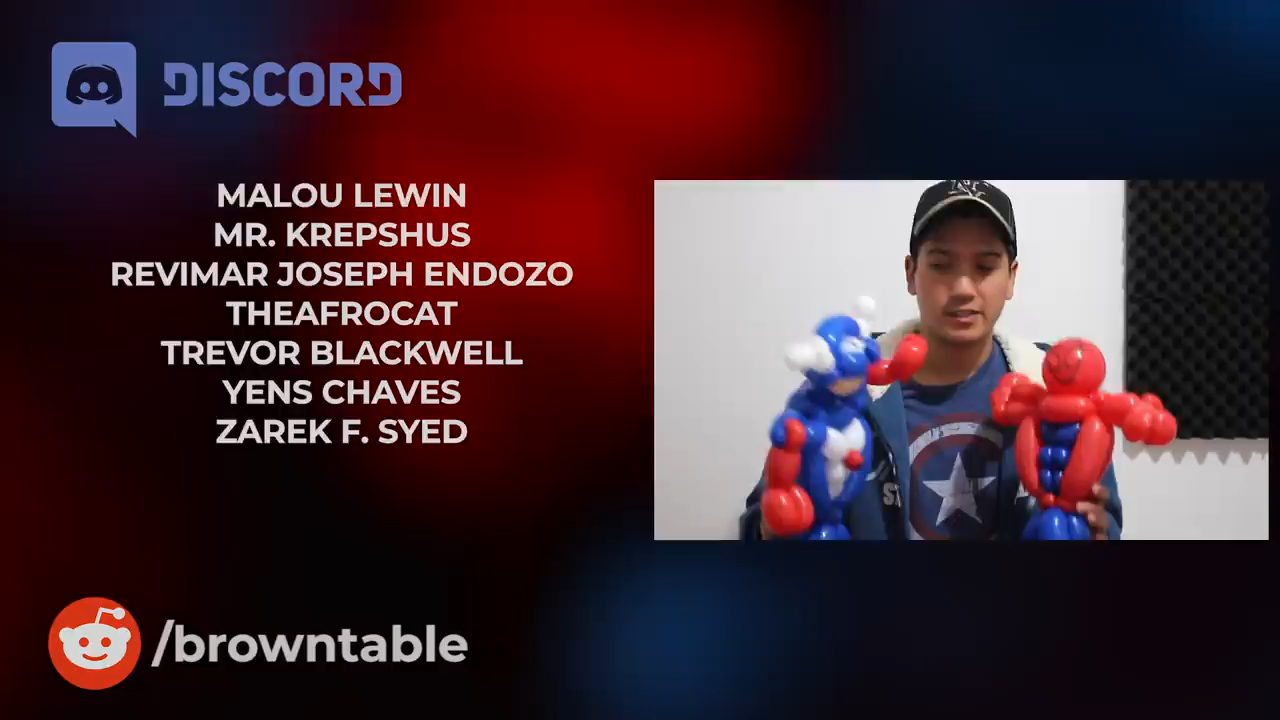 DISCORD
MALOU LEWIN
MR. KREPSHUS
REVIMAR JOSEPH ENDOZO
THEAFROCAT
TREVOR BLACKWELL
YENS CHAVES
ZAREK F. SYED
/browntable